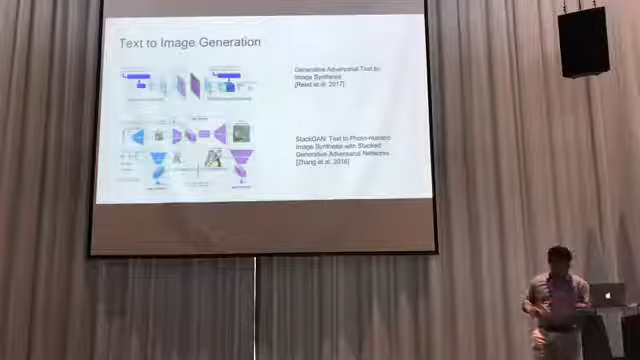 Text to Image Generation
Generative Adversarial Text to
Image Synthesis
[Reed et al. 2017]
StackGAN: Text to Photo-realistic
Image Synthesis with Stacked
Generative Adversarial Networks
[Zhang et al. 2016]